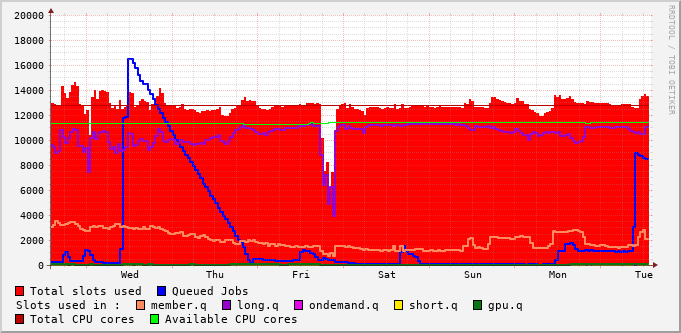 20000
18000
16000
14000
12000
10000
8000
6000
4000
2000
0
Wed Thu Fri Sat Sun Mon Tue
RRDTOOL / TOBI OETIKER
Total slots used Queued Jobs
Slots used in : member.q long.q ondemand.q short.q gpu.q
Total CPU cores Available CPU cores